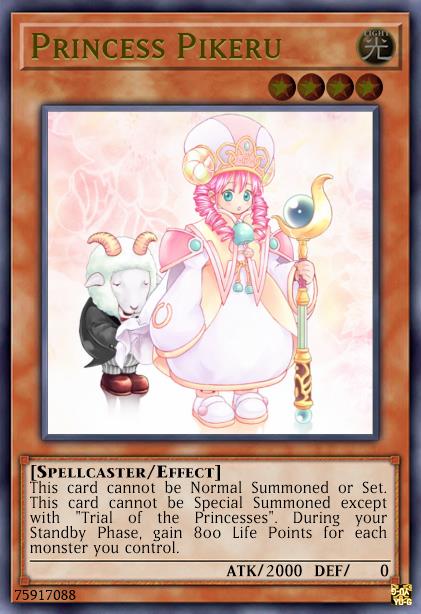 PRINCESS PIKERU
LIGHT
光
[SPELLCASTER/EFFECT]
This card cannot be Normal Summoned or Set.
This card cannot be Special Summoned except
with "Trial of the Princesses". During your
Standby Phase, gain 800 Life Points for each
monster you control.
ATK/2000 DEF/ 0
75917088